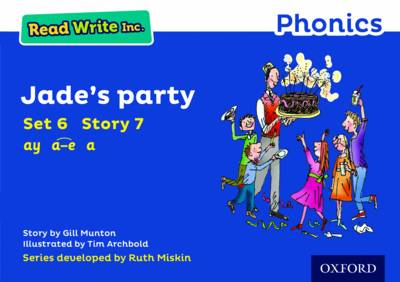 Read Write Inc.
Phonics
Jade's party
Set 6 Story 7
ay a–e a
Story by Gill Munton
Illustrated by Tim Archbold
Series developed by Ruth Miskin
OXFORD